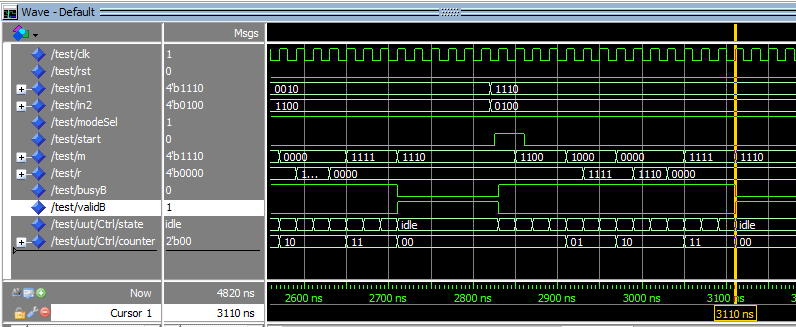 Wave - Default
Msgs
/test/clk 1
/test/rst 0
/test/in1 4'b1110 0010 1110
/test/in2 4'b0100 1100 0100
/test/modeSel 1
/test/start 0
/test/m 4'b1110 0000 1111 1110 1100 1000 0000 1111 1110
/test/r 4'b0000 1... 0000 1111 1110 0000
/test/busyB 0
/test/validB 1
/test/uut/Ctrl/state idle idle idle
/test/uut/Ctrl/counter 2'b00 10 11 00 01 10 11 00
Now 4820 ns 2600 ns 2700 ns 2800 ns 2900 ns 3000 ns 3100 ns
Cursor 1 3110 ns 3110 ns